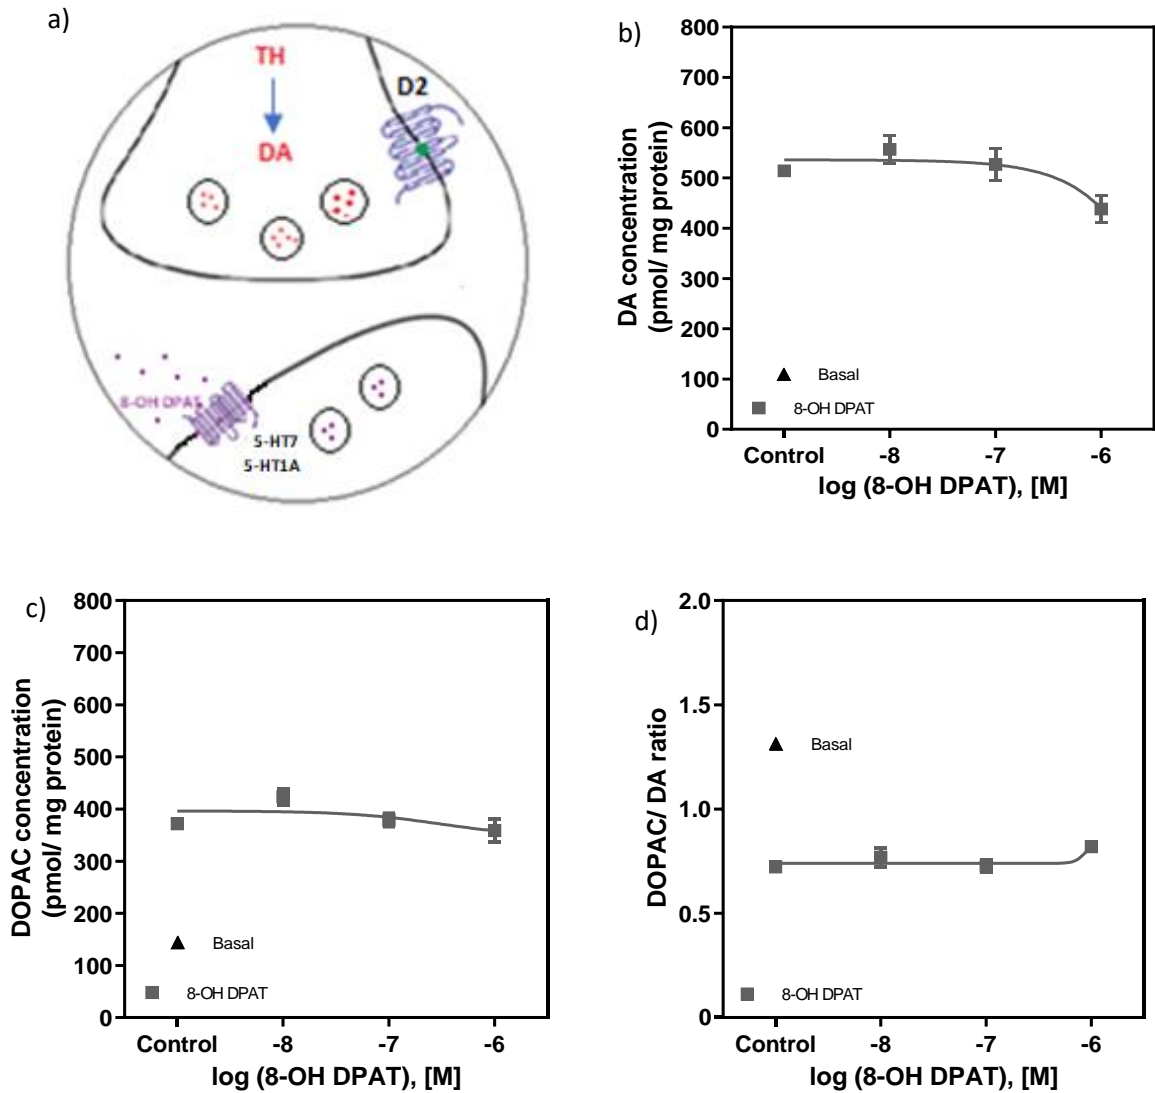 a)
TH
DA
D2
8-OH DPAT
5-HT7
5-HT1A
b)
DA concentration
(pmol/ mg protein)
800
700
600
500
400
300
200
100
0
Basal
8-OH DPAT
Control -8 -7 -6
log (8-OH DPAT), [M]
c)
DOPAC concentration
(pmol/ mg protein)
800
700
600
500
400
300
200
100
0
Basal
8-OH DPAT
Control -8 -7 -6
log (8-OH DPAT), [M]
d)
DOPAC/ DA ratio
2.0
1.5
1.0
0.5
0
Basal
8-OH DPAT
Control -8 -7 -6
log (8-OH DPAT), [M]